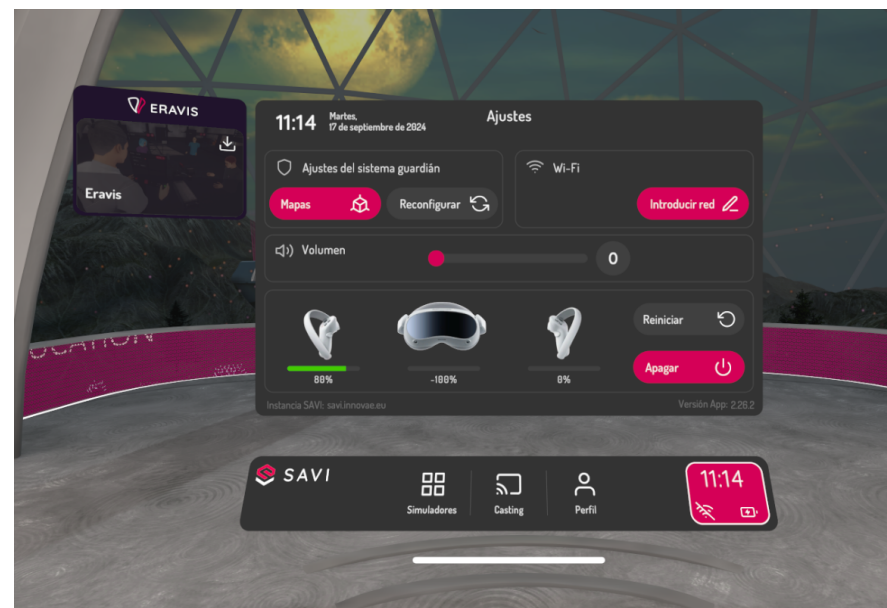 ERAVIS
Eravis
11:14 Martes,
17 de septiembre de 2024
Ajustes
Ajustes del sistema guardián
Mapas
Reconfigurar
Wi-Fi
Introducir red
Volumen
0
80%
-100%
0%
Reiniciar
Apagar
Instancia SAVI: savi.innovae.eu
Versión App: 2.26.2
SAVI
Simuladores
Casting
Perfil
11:14